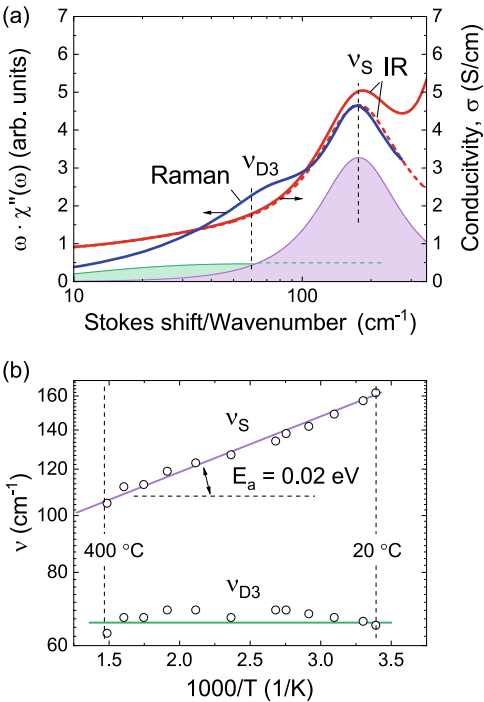 (a)
7
6
5
4
3
2
1
0
ω · χ"(ω) (arb. units)
ν_S
IR
ν_D3
Raman
7
6
5
4
3
2
1
0
Conducitvity, σ (S/cm)
10 100
Stokes shift/Wavenumber (cm⁻¹)
(b)
160
140
120
100
80
60
ν (cm⁻¹)
ν_S
E_a = 0.02 eV
400 °C 20 °C
ν_D3
1.5 2.0 2.5 3.0 3.5
1000/T (1/K)